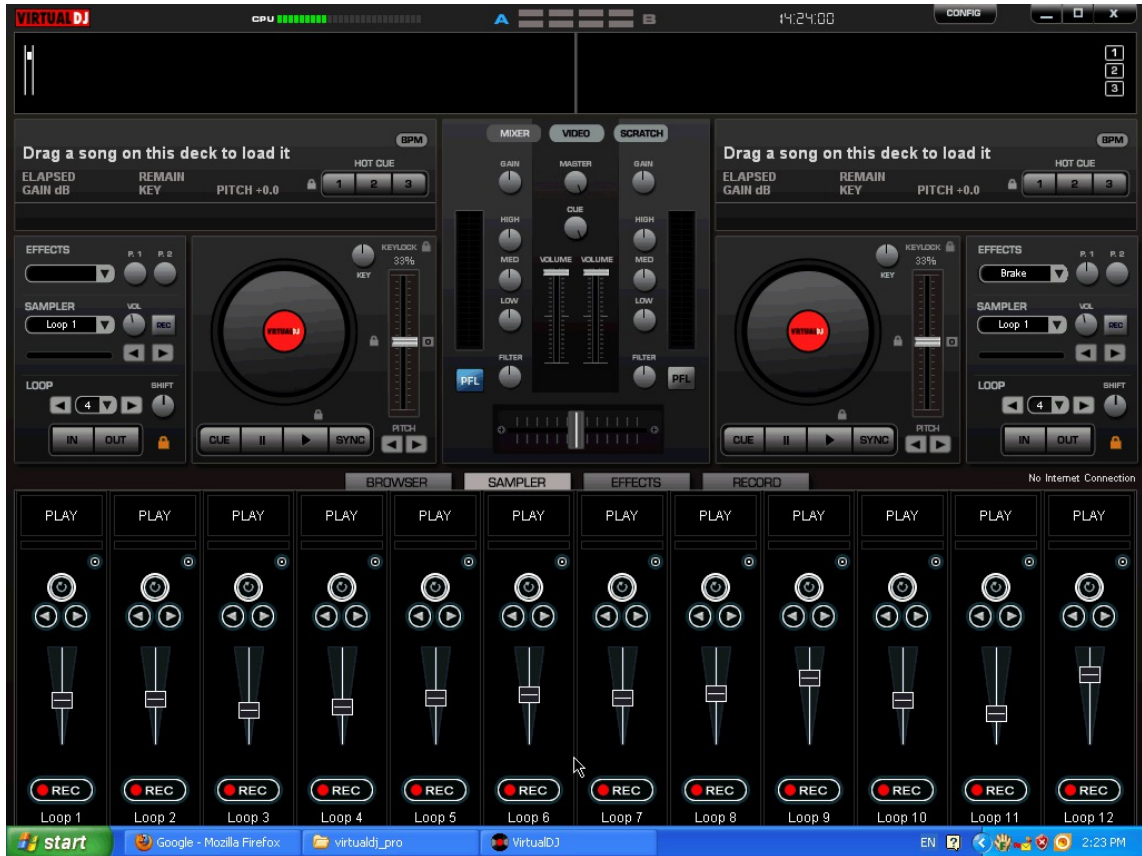 VIRTUAL DJ CPU A B 14:24:00 CONFIG X
1
2
3
MIXER VIDEO SCRATCH
BPM BPM
Drag a song on this deck to load it Drag a song on this deck to load it
HOT CUE HOT CUE
ELAPSED REMAIN ELAPSED REMAIN
GAIN dB KEY PITCH +0.0 1 2 3 GAIN dB KEY PITCH +0.0 1 2 3
GAIN MASTER GAIN
CUE
HIGH HIGH
MED VOLUME VOLUME MED
LOW LOW
FILTER FILTER
PFL PFL
EFFECTS P. 1 P. 2 KEYLOCK 33% KEY
SAMPLER VOL
Loop 1 REC
VIRTUAL DJ
LOOP SHIFT
4
IN OUT CUE II SYNC PITCH
KEYLOCK 33% KEY EFFECTS P. 1 P. 2
Brake
SAMPLER VOL
Loop 1 REC
VIRTUAL DJ
LOOP SHIFT
4
CUE II SYNC PITCH IN OUT
BROWSER SAMPLER EFFECTS RECORD No Internet Connection
PLAY PLAY PLAY PLAY PLAY PLAY PLAY PLAY PLAY PLAY PLAY PLAY
REC REC REC REC REC REC REC REC REC REC REC REC
Loop 1 Loop 2 Loop 3 Loop 4 Loop 5 Loop 6 Loop 7 Loop 8 Loop 9 Loop 10 Loop 11 Loop 12
start Google - Mozilla Firefox virtualdj_pro VirtualDJ EN ? 2:23 PM